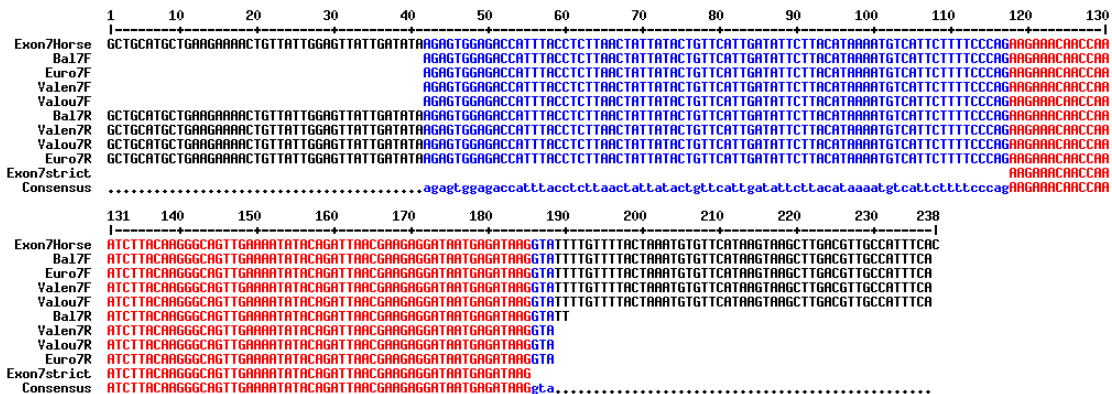 1 10 20 30 40 50 60 70 80 90 100 110 120 130
|---------+---------+---------+---------+---------+---------+---------+---------+---------+---------+---------+---------+---------|
Exon7Horse GCTGCATGCTGAAGAAAACTGTTATTGGAGTTATTGATATAAGAGTGGAGACCATTTACCTCTTAACTATTATACTGTTCATTGATATTCTTACATAAAATGTCATTCTTTTCCCAGAAGAAACAACCAA
Bal7F AGAGTGGAGACCATTTACCTCTTAACTATTATACTGTTCATTGATATTCTTACATAAAATGTCATTCTTTTCCCAGAAGAAACAACCAA
Euro7F AGAGTGGAGACCATTTACCTCTTAACTATTATACTGTTCATTGATATTCTTACATAAAATGTCATTCTTTTCCCAGAAGAAACAACCAA
Valen7F AGAGTGGAGACCATTTACCTCTTAACTATTATACTGTTCATTGATATTCTTACATAAAATGTCATTCTTTTCCCAGAAGAAACAACCAA
Valou7F AGAGTGGAGACCATTTACCTCTTAACTATTATACTGTTCATTGATATTCTTACATAAAATGTCATTCTTTTCCCAGAAGAAACAACCAA
Bal7R GCTGCATGCTGAAGAAAACTGTTATTGGAGTTATTGATATAAGAGTGGAGACCATTTACCTCTTAACTATTATACTGTTCATTGATATTCTTACATAAAATGTCATTCTTTTCCCAGAAGAAACAACCAA
Valen7R GCTGCATGCTGAAGAAAACTGTTATTGGAGTTATTGATATAAGAGTGGAGACCATTTACCTCTTAACTATTATACTGTTCATTGATATTCTTACATAAAATGTCATTCTTTTCCCAGAAGAAACAACCAA
Valou7R GCTGCATGCTGAAGAAAACTGTTATTGGAGTTATTGATATAAGAGTGGAGACCATTTACCTCTTAACTATTATACTGTTCATTGATATTCTTACATAAAATGTCATTCTTTTCCCAGAAGAAACAACCAA
Euro7R GCTGCATGCTGAAGAAAACTGTTATTGGAGTTATTGATATAAGAGTGGAGACCATTTACCTCTTAACTATTATACTGTTCATTGATATTCTTACATAAAATGTCATTCTTTTCCCAGAAGAAACAACCAA
Exon7strict AAGAAACAACCAA
Consensus .........................................agagtggagaccatttacctcttaactattatactgttcattgatattcttacataaaatgtcattcttttcccagAAGAAACAACCAA
131 140 150 160 170 180 190 200 210 220 230 238
|--------+---------+---------+---------+---------+---------+---------+---------+---------+---------+-------|
Exon7Horse ATCTTACAAGGGCAGTTGAAAATATACAGATTAACGAAGAGGATAATGAGATAAGGTATTTTGTTTTACTAAATGTGTTCATAAGTAAGCTTGACGTTGCCATTTCAC
Bal7F ATCTTACAAGGGCAGTTGAAAATATACAGATTAACGAAGAGGATAATGAGATAAGGTATTTTGTTTTACTAAATGTGTTCATAAGTAAGCTTGACGTTGCCATTTCA
Euro7F ATCTTACAAGGGCAGTTGAAAATATACAGATTAACGAAGAGGATAATGAGATAAGGTATTTTGTTTTACTAAATGTGTTCATAAGTAAGCTTGACGTTGCCATTTCA
Valen7F ATCTTACAAGGGCAGTTGAAAATATACAGATTAACGAAGAGGATAATGAGATAAGGTATTTTGTTTTACTAAATGTGTTCATAAGTAAGCTTGACGTTGCCATTTCA
Valou7F ATCTTACAAGGGCAGTTGAAAATATACAGATTAACGAAGAGGATAATGAGATAAGGTATTTTGTTTTACTAAATGTGTTCATAAGTAAGCTTGACGTTGCCATTTCA
Bal7R ATCTTACAAGGGCAGTTGAAAATATACAGATTAACGAAGAGGATAATGAGATAAGGTATT
Valen7R ATCTTACAAGGGCAGTTGAAAATATACAGATTAACGAAGAGGATAATGAGATAAGGTA
Valou7R ATCTTACAAGGGCAGTTGAAAATATACAGATTAACGAAGAGGATAATGAGATAAGGTA
Euro7R ATCTTACAAGGGCAGTTGAAAATATACAGATTAACGAAGAGGATAATGAGATAAGGTA
Exon7strict ATCTTACAAGGGCAGTTGAAAATATACAGATTAACGAAGAGGATAATGAGATAAG
Consensus ATCTTACAAGGGCAGTTGAAAATATACAGATTAACGAAGAGGATAATGAGATAAGgta.................................................